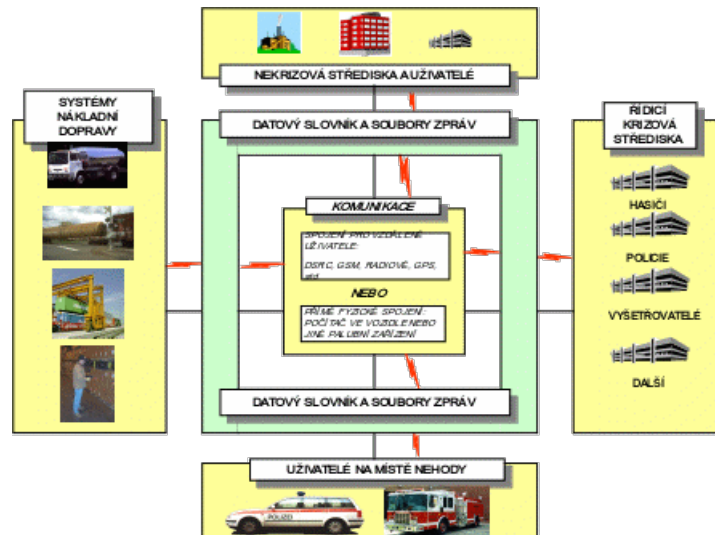 NEKRIZOVÁ STŘEDISKA A UŽIVATELÉ
SYSTÉMY
NÁKLADNÍ
DOPRAVY
DATOVÝ SLOVNÍK A SOUBORY ZPRÁV
ŘÍDICÍ
KRIZOVÁ
STŘEDISKA
HASIČI
POLICIE
VYŠETŘOVATELÉ
DALŠÍ
KOMUNIKACE
SPOJENÍ PRO VZDÁLENÉ
UŽIVATELE:
DSRC, GSM, RADIOVÉ, GPS,
atd.
NEBO
PŘÍMÉ FYZICKÉ SPOJENÍ:
POČÍTAČ VE VOZIDLE NEBO
JINÉ PALUBNÍ ZAŘÍZENÍ
DATOVÝ SLOVNÍK A SOUBORY ZPRÁV
UŽIVATELÉ NA MÍSTĚ NEHODY
POLIZEI